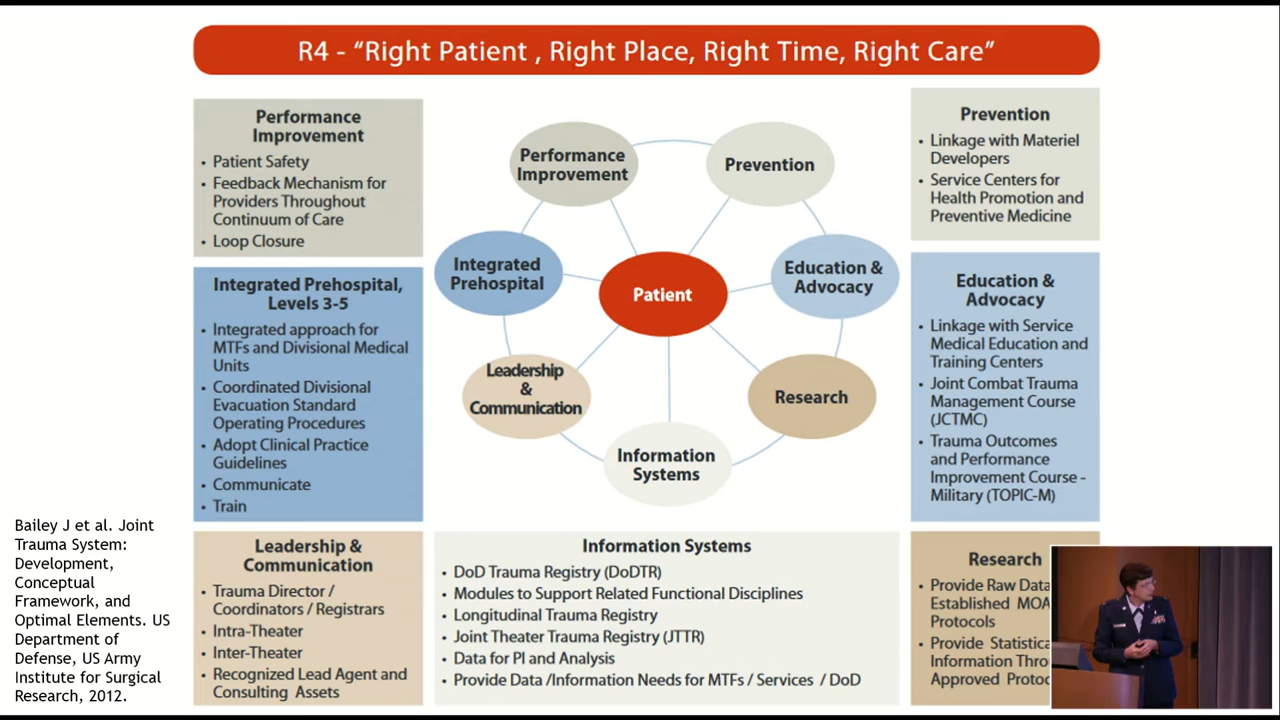 R4 - “Right Patient , Right Place, Right Time, Right Care”
Performance
Improvement
• Patient Safety
• Feedback Mechanism for
Providers Throughout
Continuum of Care
• Loop Closure
Integrated Prehospital,
Levels 3-5
• Integrated approach for
MTFs and Divisional Medical
Units
• Coordinated Divisional
Evacuation Standard
Operating Procedures
• Adopt Clinical Practice
Guidelines
• Communicate
• Train
Leadership &
Communication
• Trauma Director /
Coordinators / Registrars
• Intra-Theater
• Inter-Theater
• Recognized Lead Agent and
Consulting Assets
Performance
Improvement
Prevention
Integrated
Prehospital
Patient
Education &
Advocacy
Leadership
&
Communication
Research
Information
Systems
Information Systems
• DoD Trauma Registry (DoDTR)
• Modules to Support Related Functional Disciplines
• Longitudinal Trauma Registry
• Joint Theater Trauma Registry (JTTR)
• Data for PI and Analysis
• Provide Data /Information Needs for MTFs / Services / DoD
Prevention
• Linkage with Materiel
Developers
• Service Centers for
Health Promotion and
Preventive Medicine
Education &
Advocacy
• Linkage with Service
Medical Education and
Training Centers
• Joint Combat Trauma
Management Course
(JCTMC)
• Trauma Outcomes
and Performance
Improvement Course -
Military (TOPIC-M)
Research
• Provide Raw Data
Established MOA
Protocols
• Provide Statistica
Information Thro
Approved Protoc
Bailey J et al. Joint
Trauma System:
Development,
Conceptual
Framework, and
Optimal Elements. US
Department of
Defense, US Army
Institute for Surgical
Research, 2012.